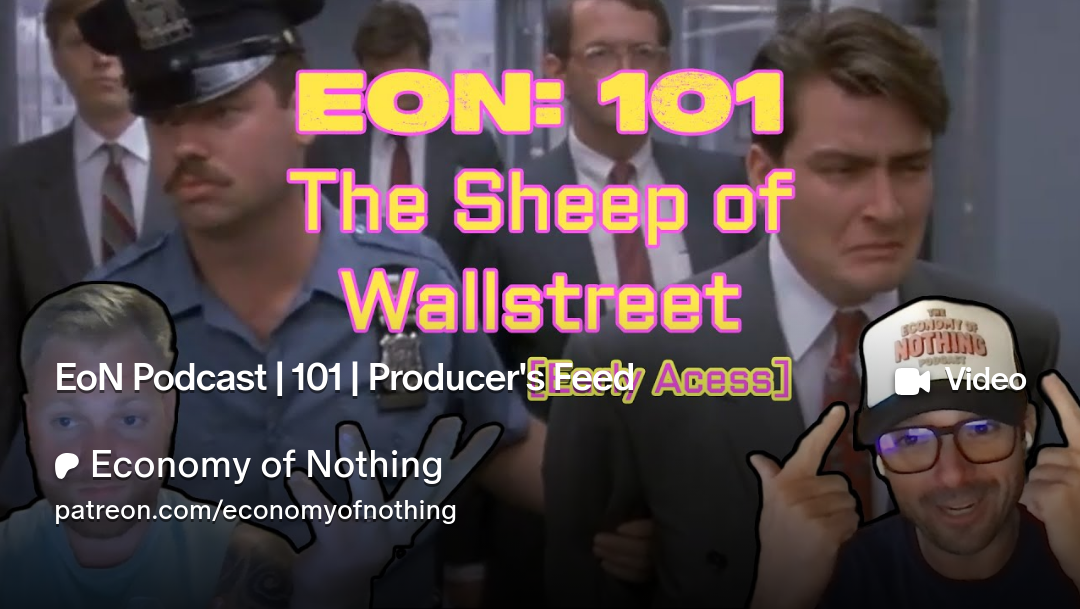 EON: 101
The Sheep of
Wallstreet
[Early Acess]
EoN Podcast | 101 | Producer's Feed
Video
Economy of Nothing
patreon.com/economyofnothing
THE
ECONOMY OF
NOTHING
PODCAST